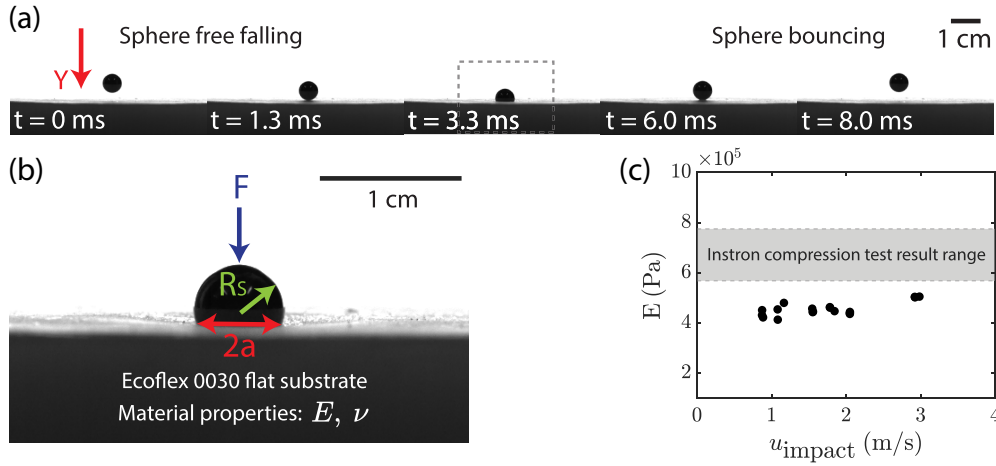 (a)
Sphere free falling
Sphere bouncing
1 cm
Y
t = 0 ms
t = 1.3 ms
t = 3.3 ms
t = 6.0 ms
t = 8.0 ms
(b)
F
1 cm
Rs
2a
Ecoflex 0030 flat substrate
Material properties: E, ν
(c)
×10⁵
10
8
6
4
2
E (Pa)
Instron compression test result range
0
1
2
3
4
u_impact (m/s)